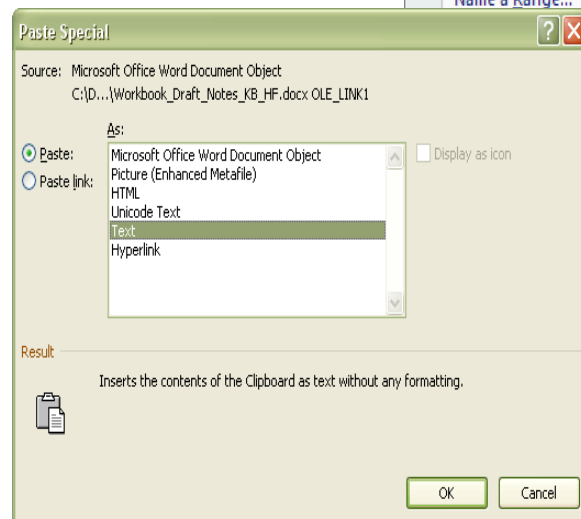 Name a Range...
Paste Special
Source: Microsoft Office Word Document Object
C:\D...\Workbook_Draft_Notes_KB_HF.docx OLE_LINK1
As:
Paste:
Paste link:
Microsoft Office Word Document Object
Picture (Enhanced Metafile)
HTML
Unicode Text
Text
Hyperlink
Display as icon
Result
Inserts the contents of the Clipboard as text without any formatting.
OK
Cancel